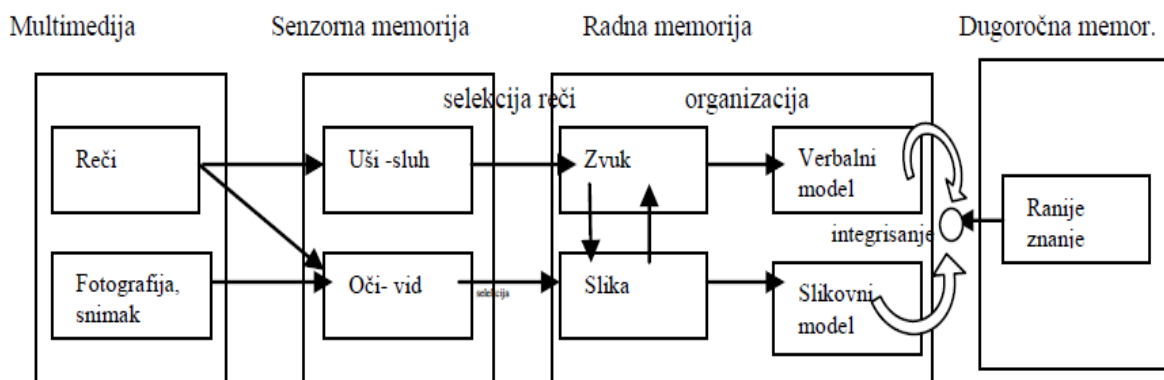 Multimedija
Senzorna memorija
Radna memorija
Dugoročna memor.
selekcija reči
organizacija
Reči
Uši -sluh
Zvuk
Verbalni
model
Ranije
znanje
integrisanje
Fotografija,
snimak
Oči- vid
selekcija
Slika
Slikovni
model